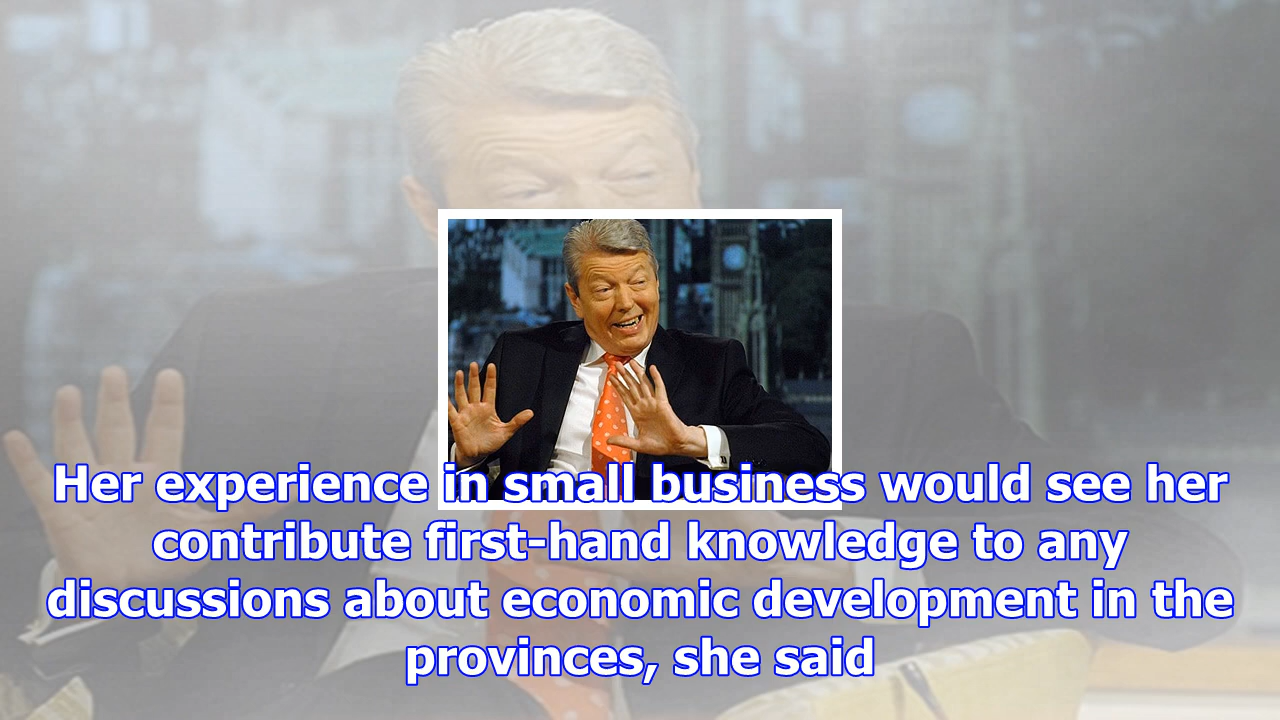 Her experience in small business would see her
contribute first-hand knowledge to any
discussions about economic development in the
provinces, she said